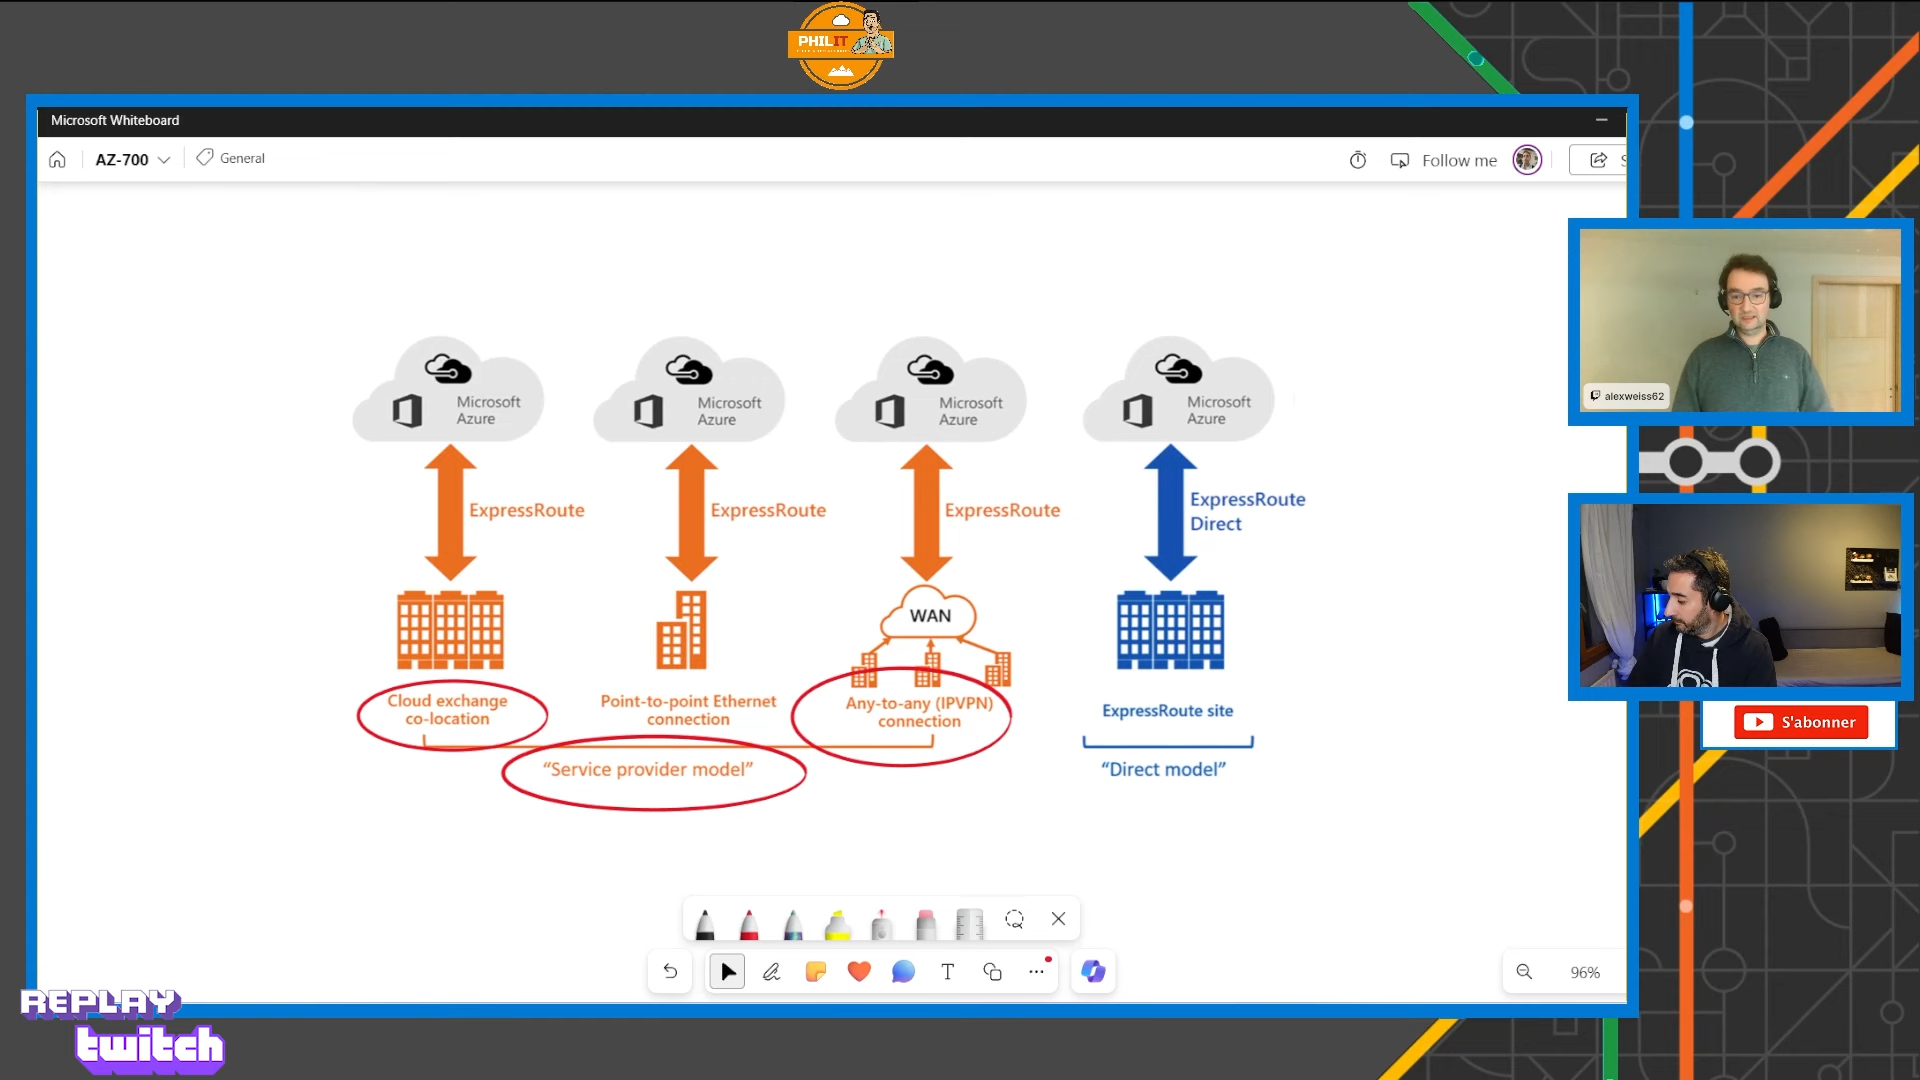 PHILIT
Microsoft Whiteboard
AZ-700
General
Follow me
Microsoft
Azure
Microsoft
Azure
Microsoft
Azure
Microsoft
Azure
ExpressRoute
ExpressRoute
ExpressRoute
ExpressRoute
Direct
WAN
Cloud exchange
co-location
Point-to-point Ethernet
connection
Any-to-any (IPVPN)
connection
ExpressRoute site
“Service provider model”
“Direct model”
T
96%
alexweiss62
S'abonner
REPLAY
twitch